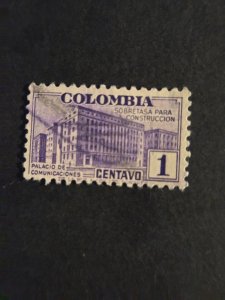 COLOMBIA
SOBRETASA PARA
CONSTRUCCION
PALACIO DE
COMUNICACIONES
CENTAVO
1